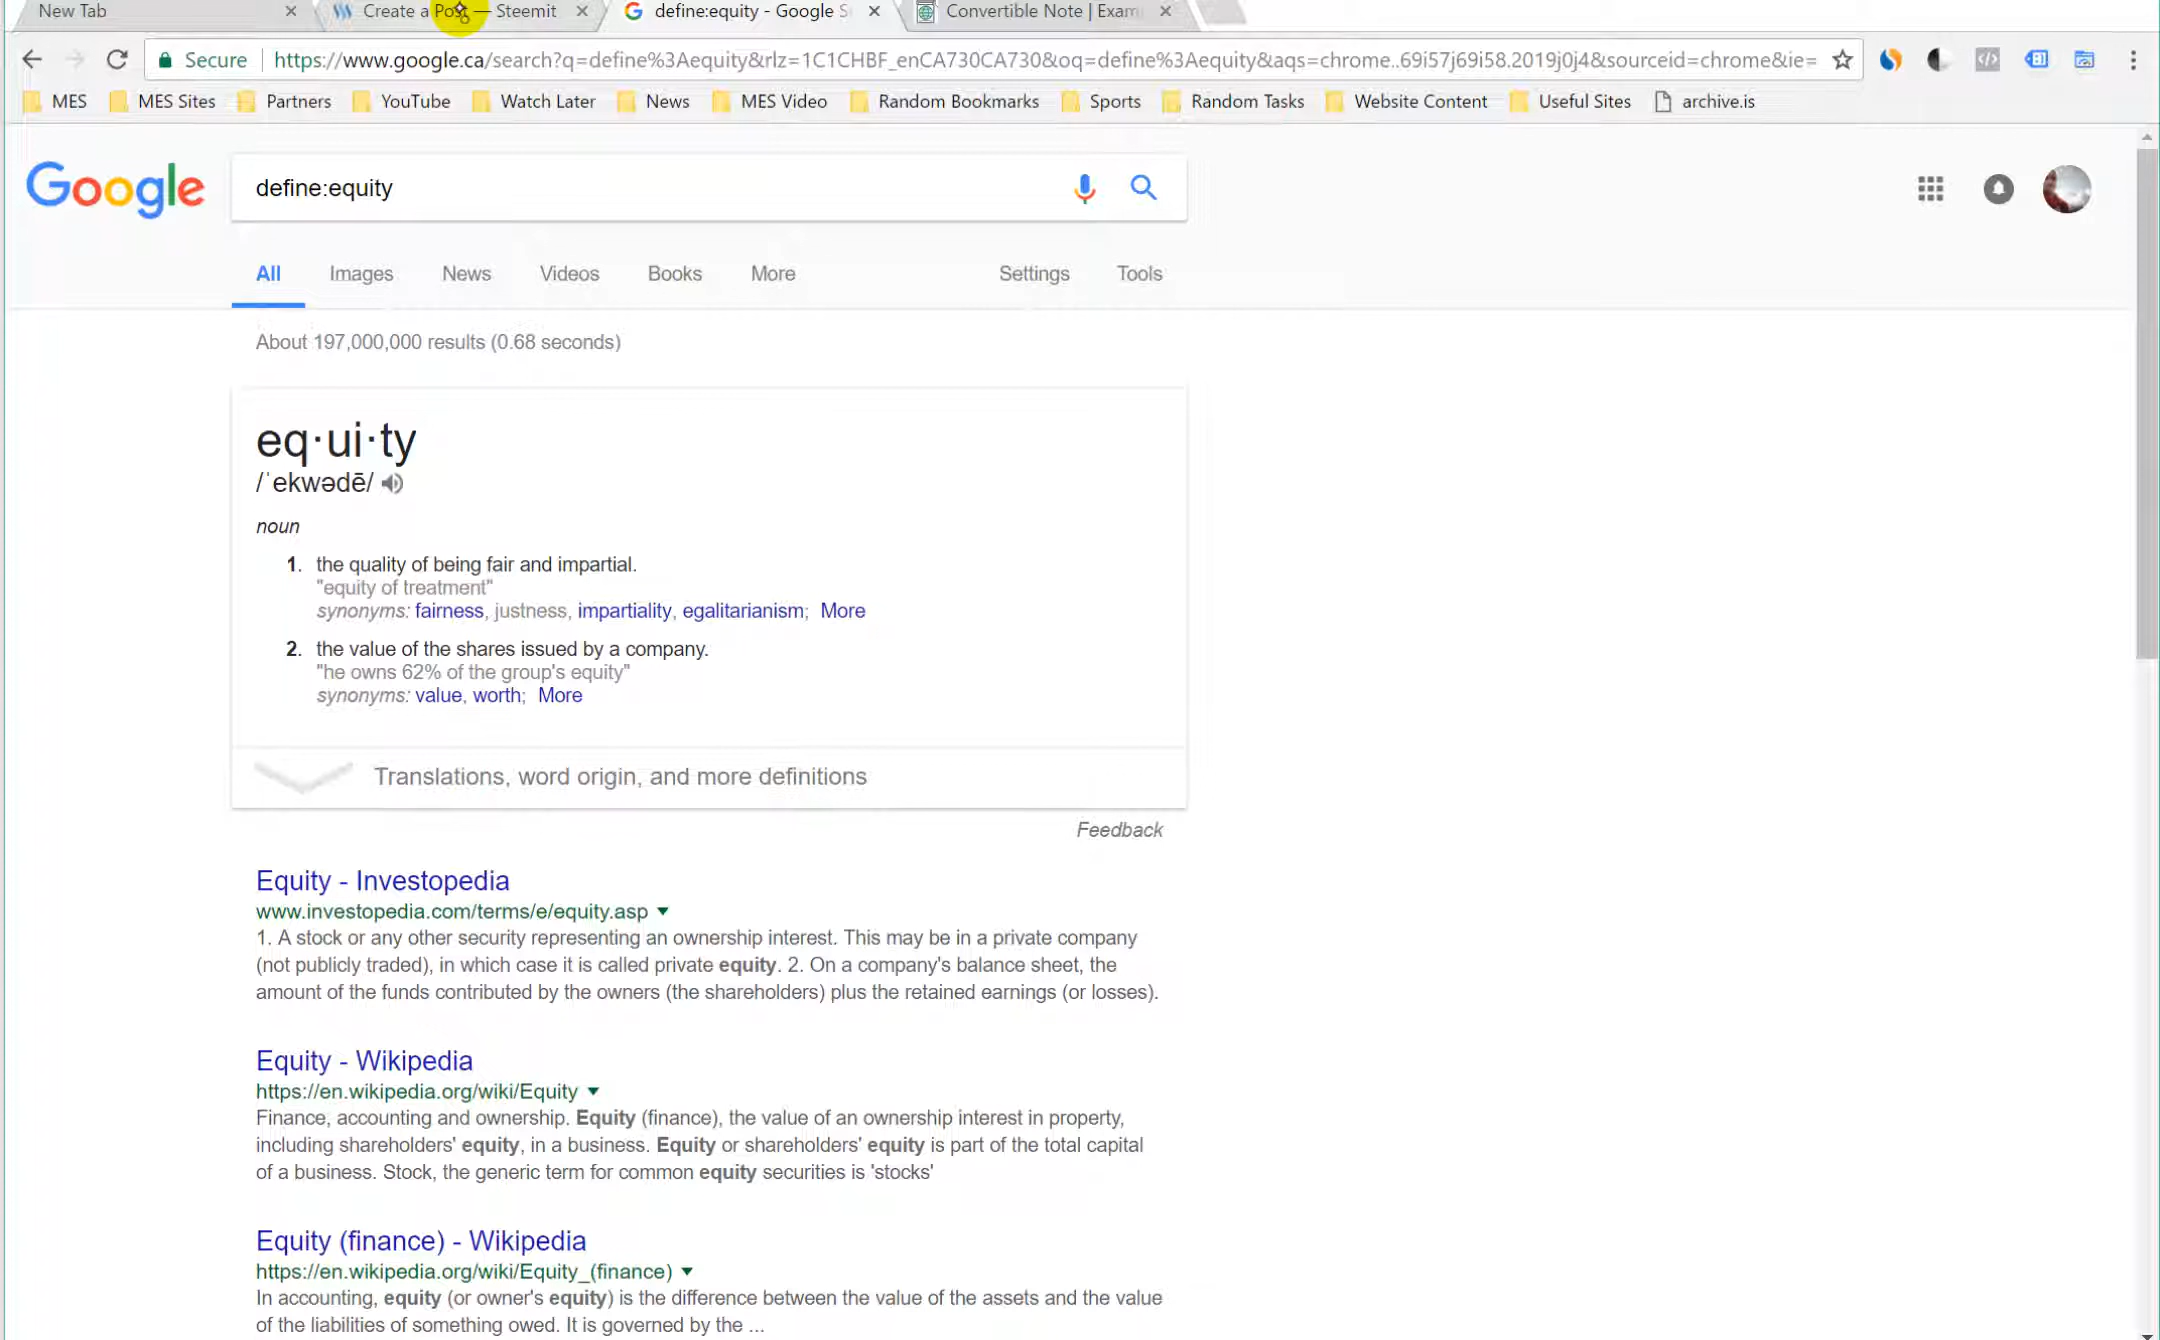 New Tab
Create a Post — Steemit
define:equity - Google S
Convertible Note | Exam
Secure
https://www.google.ca/search?q=define%3Aequity&rlz=1C1CHBF_enCA730CA730&oq=define%3Aequity&aqs=chrome..69i57j69i58.2019j0j4&sourceid=chrome&ie=
MES
MES Sites
Partners
YouTube
Watch Later
News
MES Video
Random Bookmarks
Sports
Random Tasks
Website Content
Useful Sites
archive.is
Google
define:equity
All
Images
News
Videos
Books
More
Settings
Tools
About 197,000,000 results (0.68 seconds)
eq·ui·ty
/ˈekwədē/
noun
1. the quality of being fair and impartial.
"equity of treatment"
synonyms: fairness, justness, impartiality, egalitarianism; More
2. the value of the shares issued by a company.
"he owns 62% of the group's equity"
synonyms: value, worth; More
Translations, word origin, and more definitions
Feedback
Equity - Investopedia
www.investopedia.com/terms/e/equity.asp
1. A stock or any other security representing an ownership interest. This may be in a private company
(not publicly traded), in which case it is called private equity. 2. On a company's balance sheet, the
amount of the funds contributed by the owners (the shareholders) plus the retained earnings (or losses).
Equity - Wikipedia
https://en.wikipedia.org/wiki/Equity
Finance, accounting and ownership. Equity (finance), the value of an ownership interest in property,
including shareholders' equity, in a business. Equity or shareholders' equity is part of the total capital
of a business. Stock, the generic term for common equity securities is 'stocks'
Equity (finance) - Wikipedia
https://en.wikipedia.org/wiki/Equity_(finance)
In accounting, equity (or owner's equity) is the difference between the value of the assets and the value
of the liabilities of something owed. It is governed by the ...